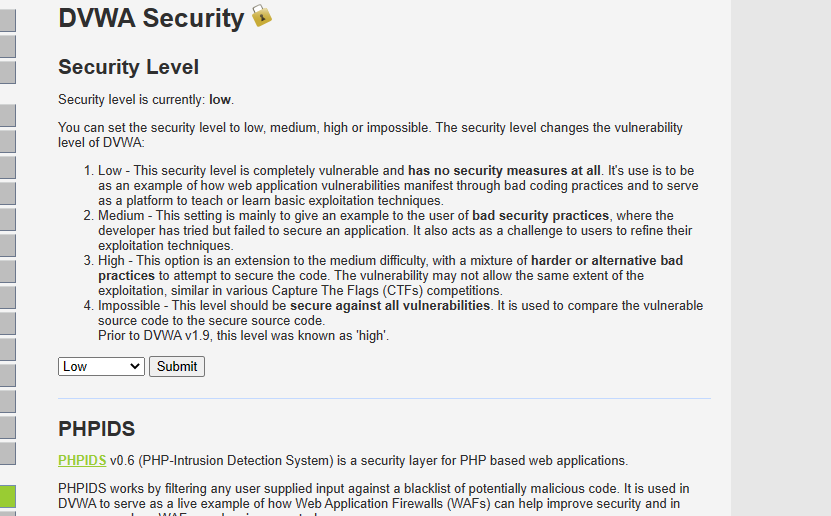 DVWA Security
Security Level
Security level is currently: low.
You can set the security level to low, medium, high or impossible. The security level changes the vulnerability
level of DVWA:
1. Low - This security level is completely vulnerable and has no security measures at all. It's use is to be
as an example of how web application vulnerabilities manifest through bad coding practices and to serve
as a platform to teach or learn basic exploitation techniques.
2. Medium - This setting is mainly to give an example to the user of bad security practices, where the
developer has tried but failed to secure an application. It also acts as a challenge to users to refine their
exploitation techniques.
3. High - This option is an extension to the medium difficulty, with a mixture of harder or alternative bad
practices to attempt to secure the code. The vulnerability may not allow the same extent of the
exploitation, similar in various Capture The Flags (CTFs) competitions.
4. Impossible - This level should be secure against all vulnerabilities. It is used to compare the vulnerable
source code to the secure source code.
Prior to DVWA v1.9, this level was known as 'high'.
Low Submit
PHPIDS
PHPIDS v0.6 (PHP-Intrusion Detection System) is a security layer for PHP based web applications.
PHPIDS works by filtering any user supplied input against a blacklist of potentially malicious code. It is used in
DVWA to serve as a live example of how Web Application Firewalls (WAFs) can help improve security and in